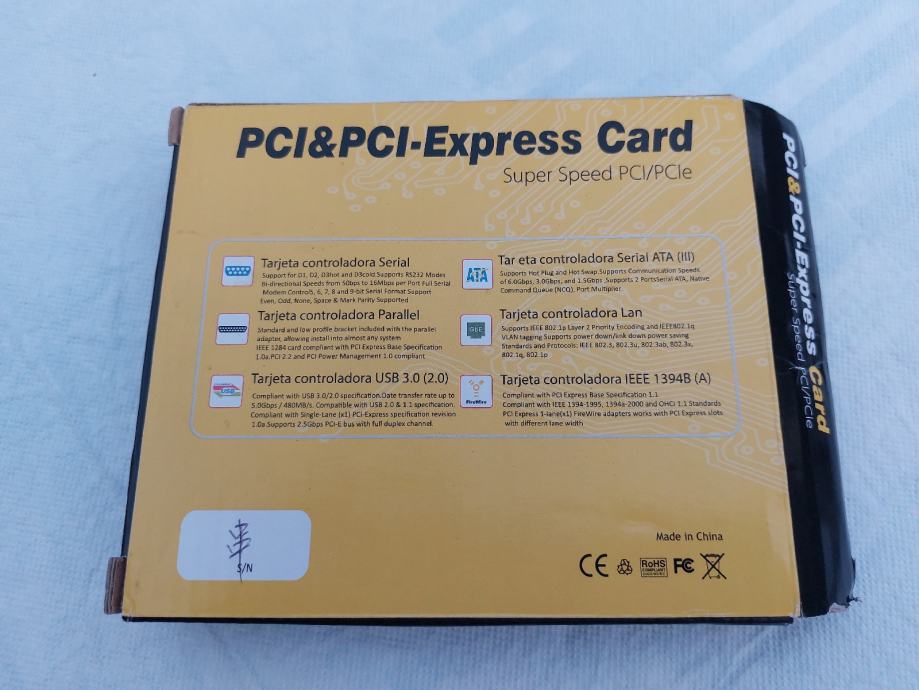 PCI&PCI-Express Card
Super Speed PCI/PCIe
Tarjeta controladora Serial
Support for D1, D2, D3hot and D3cold.Supports RS232 Modes
Bi-directional Speeds from 50bps to 16Mbps per Port Full Serial
Modem Control5, 6, 7, 8 and 9-bit Serial Format Support
Even, Odd, None, Space & Mark Parity Supported
Tarjeta controladora Parallel
Standard and low profile bracket included with the parallel
adapter, allowing install into almost any system
IEEE 1284 card compliant with PCI Express Base Specification
1.0a.PCI 2.2 and PCI Power Management 1.0 compliant
USB
Tarjeta controladora USB 3.0 (2.0)
Compliant with USB 3.0/2.0 specification.Date transfer rate up to
5.0Gbps / 480MB/s. Compatible with USB 2.0 & 1.1 specification.
Compliant with Single-Lane (x1) PCI-Express specification revision
1.0a.Supports 2.5Gbps PCI-E bus with full duplex channel.
ATA
Tar eta controladora Serial ATA (III)
Supports Hot Plug and Hot Swap.Supports Communication Speeds
of 6.0Gbps, 3.0Gbps, and 1.5Gbps.Supports 2 PortsSerial ATA, Native
Command Queue (NCQ), Port Multiplier
GbE
Tarjeta controladora Lan
Supports IEEE 802.1p Layer 2 Priority Encoding and IEEE802.1q
VLAN tagging Supports power down/link down power saving
Standards and Protocols: IEEE 802.3, 802.3u, 802.3ab, 802.3x,
802.1q, 802.1p
FireWire
Tarjeta controladora IEEE 1394B (A)
Compliant with PCI Express Base Specification 1.1
Compliant with IEEE 1394-1995, 1394a-2000 and OHCI 1.1 Standards
PCI Express 1-lane(x1) FireWire adapters works with PCI Express slots
with different lane width
S/N
Made in China
CE
RoHS
COMPLIANT
FC
PCI&PCI-Express Card
Super Speed PCI/PCIe